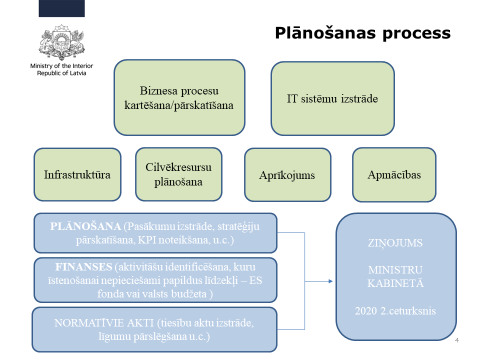 Plānošanas process
Ministry of the Interior
Republic of Latvia
Biznesa procesu
kartēšana/pārskatīšana
IT sistēmu izstrāde
Infrastruktūra
Cilvēkresursu
plānošana
Aprīkojums
Apmācības
PLĀNOŠANA (Pasākumu izstrāde, stratēģiju
pārskatīšana, KPI noteikšana, u.c.)
FINANSES (aktivitāšu identificēšana, kuru
īstenošanai nepieciešami papildus līdzekļi – ES
fonda vai valsts budžeta )
NORMATĪVIE AKTI (tiesību aktu izstrāde,
līgumu pārslēgšana u.c.)
ZIŅOJUMS
MINISTRU
KABINETĀ
2020 2.ceturksnis
4